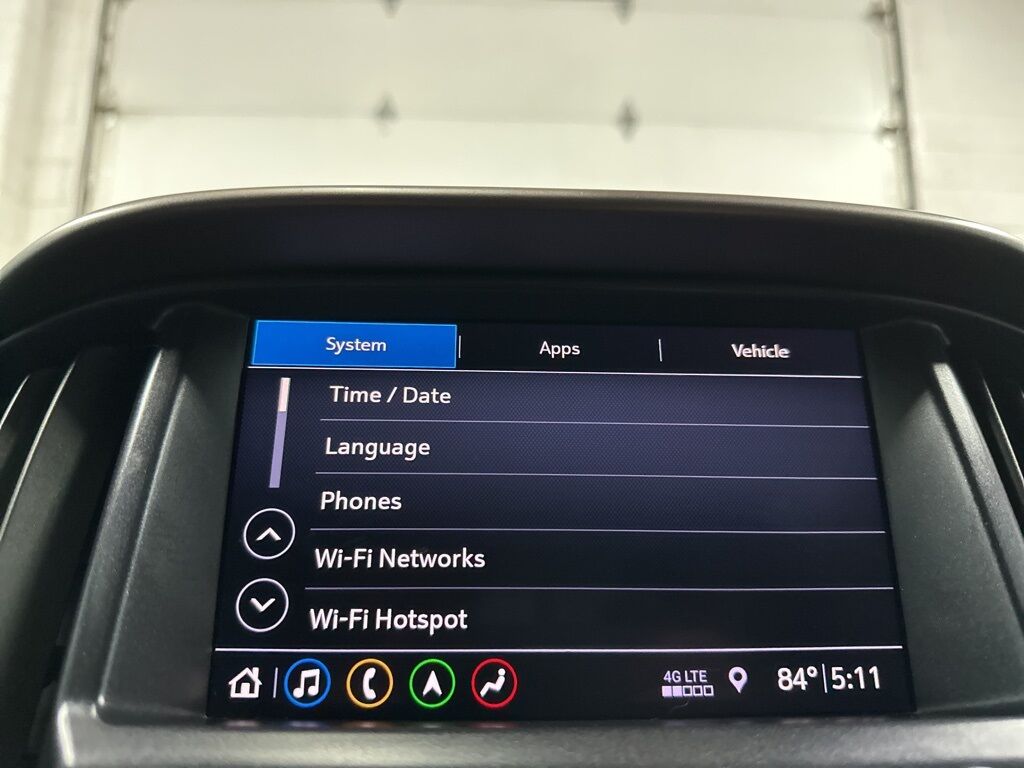 System Apps Vehicle
Time / Date
Language
Phones
Wi-Fi Networks
Wi-Fi Hotspot
4G LTE
84° 5:11